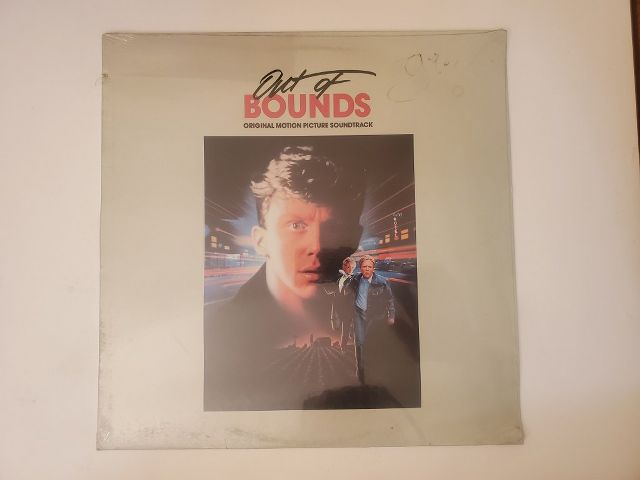 Out of
BOUNDS
ORIGINAL MOTION PICTURE SOUNDTRACK